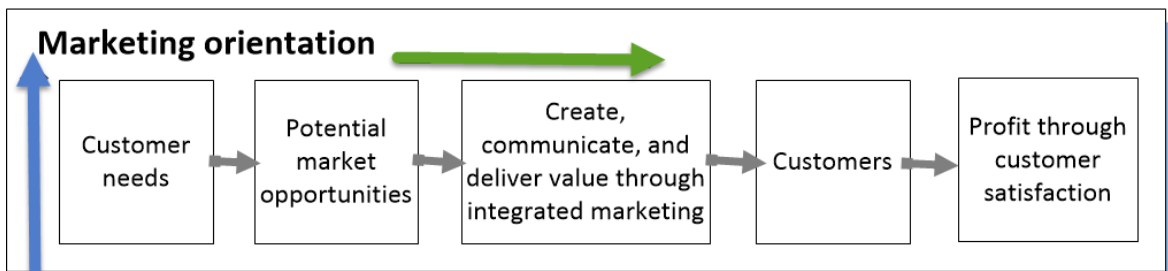 Marketing orientation
Customer
needs
Potential
market
opportunities
Create,
communicate, and
deliver value through
integrated marketing
Customers
Profit through
customer
satisfaction